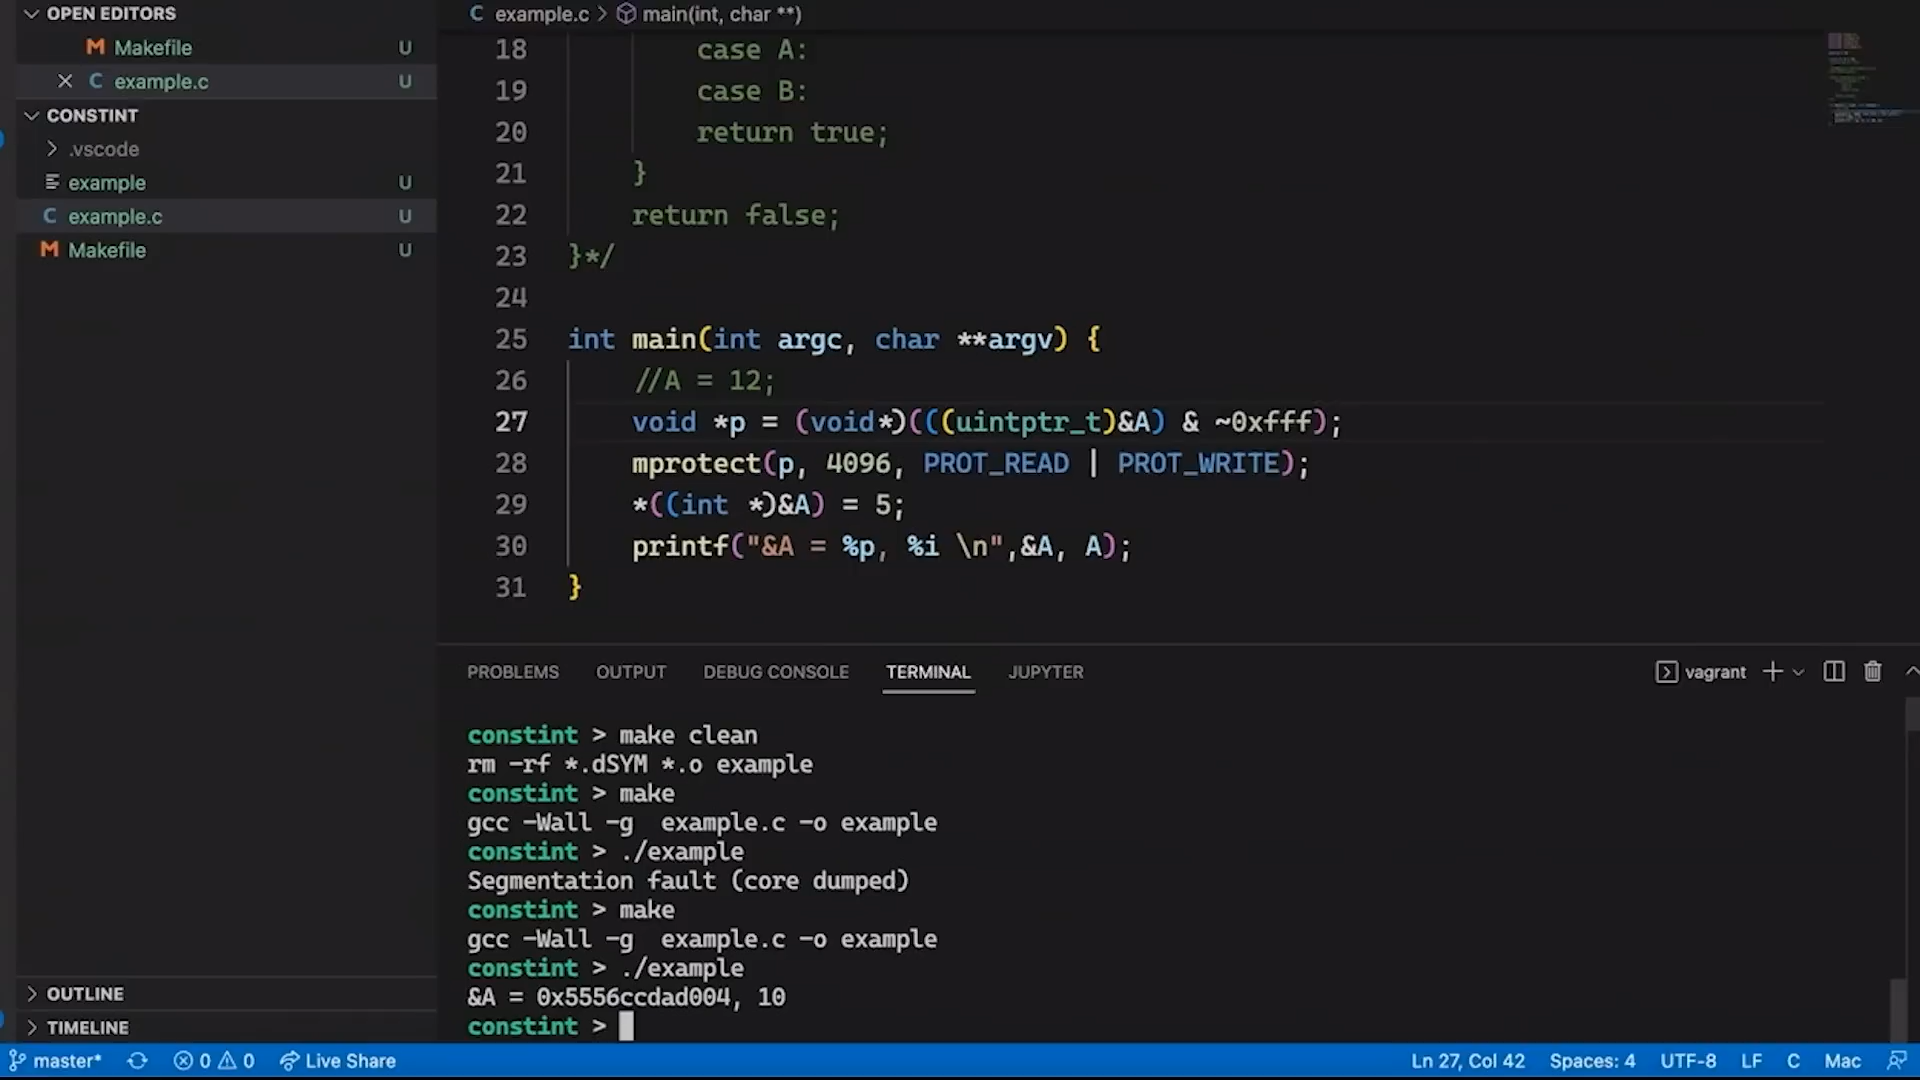 OPEN EDITORS
Makefile U
example.c U
CONSTINT
.vscode
example U
example.c U
Makefile U
OUTLINE
TIMELINE
example.c > main(int, char **)
18 case A:
19 case B:
20 return true;
21 }
22 return false;
23 }*/
24
25 int main(int argc, char **argv) {
26 //A = 12;
27 void *p = (void*)(((uintptr_t)&A) & ~0xfff);
28 mprotect(p, 4096, PROT_READ | PROT_WRITE);
29 *((int *)&A) = 5;
30 printf("&A = %p, %i \n",&A, A);
31 }
PROBLEMS OUTPUT DEBUG CONSOLE TERMINAL JUPYTER vagrant
constint > make clean
rm -rf *.dSYM *.o example
constint > make
gcc -Wall -g  example.c -o example
constint > ./example
Segmentation fault (core dumped)
constint > make
gcc -Wall -g  example.c -o example
constint > ./example
&A = 0x5556ccdad004, 10
constint >
master* 0 0 Live Share Ln 27, Col 42 Spaces: 4 UTF-8 LF C Mac